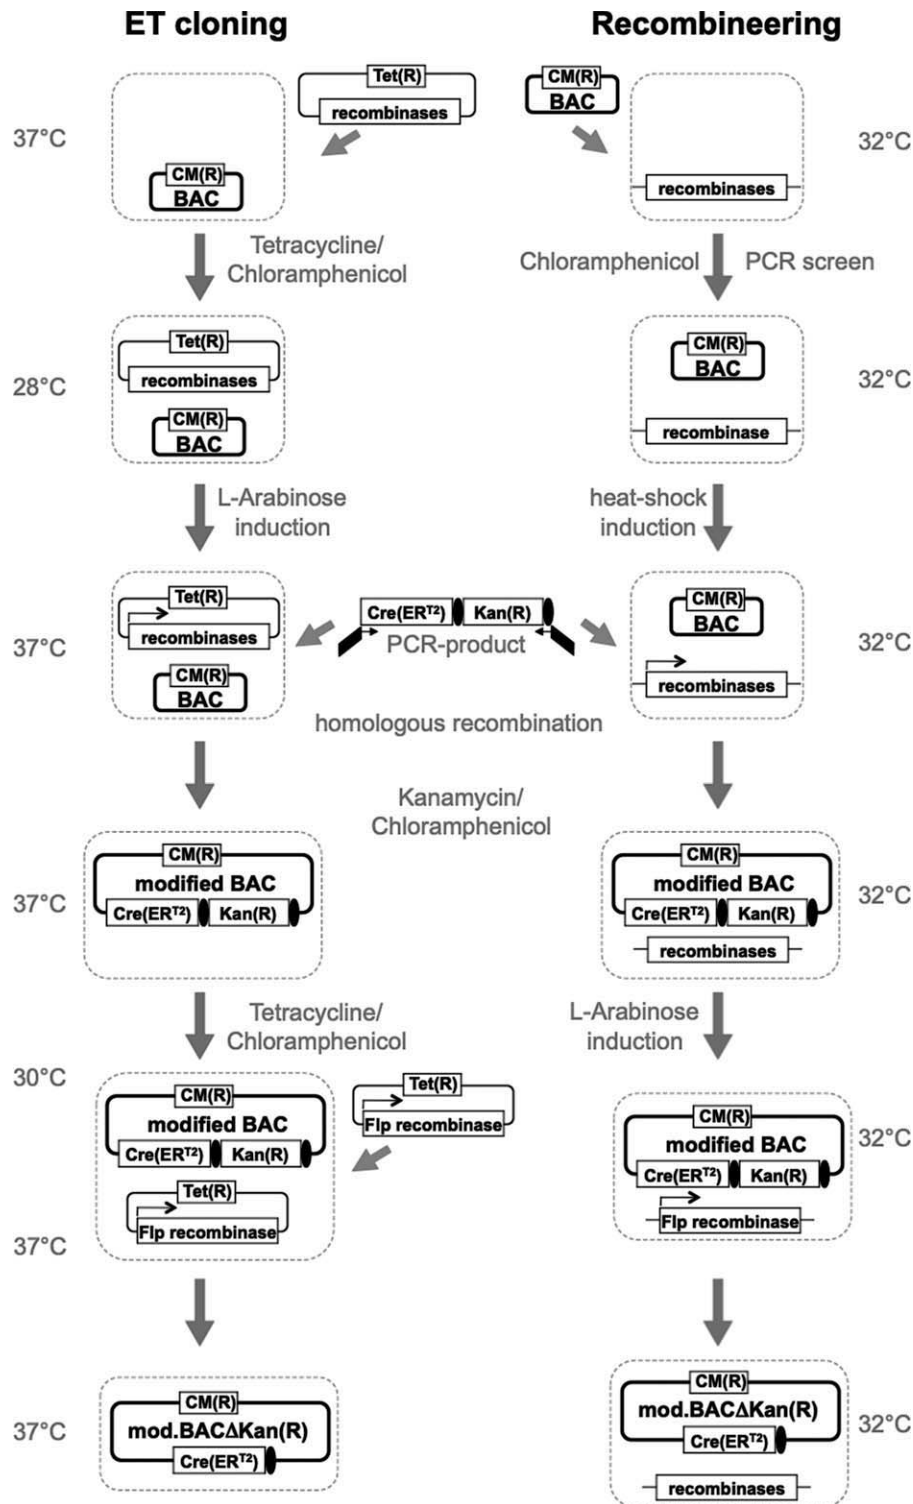 ET cloning
Recombineering
Tet(R)
recombinases
CM(R)
BAC
37°C
32°C
CM(R)
BAC
recombinases
Tetracycline/
Chloramphenicol
Chloramphenicol
PCR screen
Tet(R)
recombinases
CM(R)
BAC
28°C
CM(R)
BAC
recombinase
32°C
L-Arabinose
induction
heat-shock
induction
Tet(R)
recombinases
CM(R)
BAC
37°C
Cre(ERT2)
Kan(R)
PCR-product
CM(R)
BAC
recombinases
32°C
homologous recombination
Kanamycin/
Chloramphenicol
CM(R)
modified BAC
Cre(ERT2)
Kan(R)
37°C
CM(R)
modified BAC
Cre(ERT2)
Kan(R)
recombinases
32°C
Tetracycline/
Chloramphenicol
L-Arabinose
induction
30°C
CM(R)
modified BAC
Cre(ERT2)
Kan(R)
Tet(R)
Flp recombinase
37°C
Tet(R)
Flp recombinase
CM(R)
modified BAC
Cre(ERT2)
Kan(R)
Flp recombinase
32°C
CM(R)
mod.BACΔKan(R)
Cre(ERT2)
37°C
CM(R)
mod.BACΔKan(R)
Cre(ERT2)
recombinases
32°C